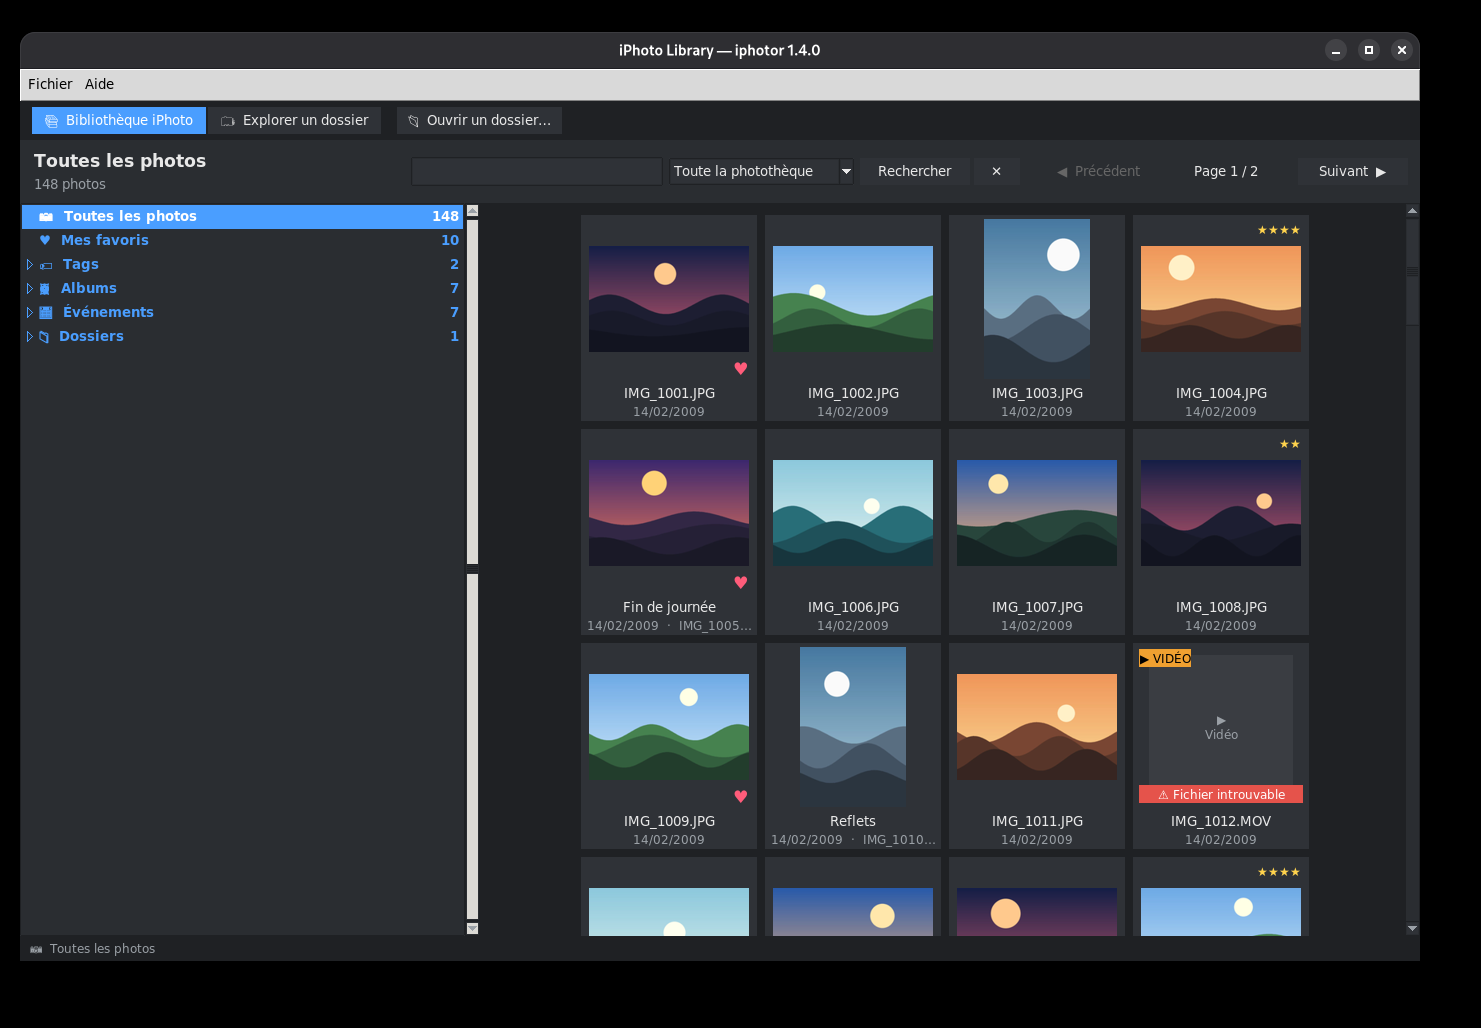 iPhoto Library — iphotor 1.4.0
Fichier Aide
Bibliothèque iPhoto Explorer un dossier Ouvrir un dossier…
Toutes les photos
148 photos
Toute la photothèque Rechercher ✕ ◀ Précédent Page 1 / 2 Suivant ▶
Toutes les photos 148
♥ Mes favoris 10
Tags 2
Albums 7
Événements 7
Dossiers 1
★★★★
♥
IMG_1001.JPG IMG_1002.JPG IMG_1003.JPG IMG_1004.JPG
14/02/2009 14/02/2009 14/02/2009 14/02/2009
★★
♥
Fin de journée IMG_1006.JPG IMG_1007.JPG IMG_1008.JPG
14/02/2009 · IMG_1005… 14/02/2009 14/02/2009 14/02/2009
▶ VIDÉO
▶
Vidéo
♥ ⚠ Fichier introuvable
IMG_1009.JPG Reflets IMG_1011.JPG IMG_1012.MOV
14/02/2009 14/02/2009 · IMG_1010… 14/02/2009 14/02/2009
★★★★
Toutes les photos